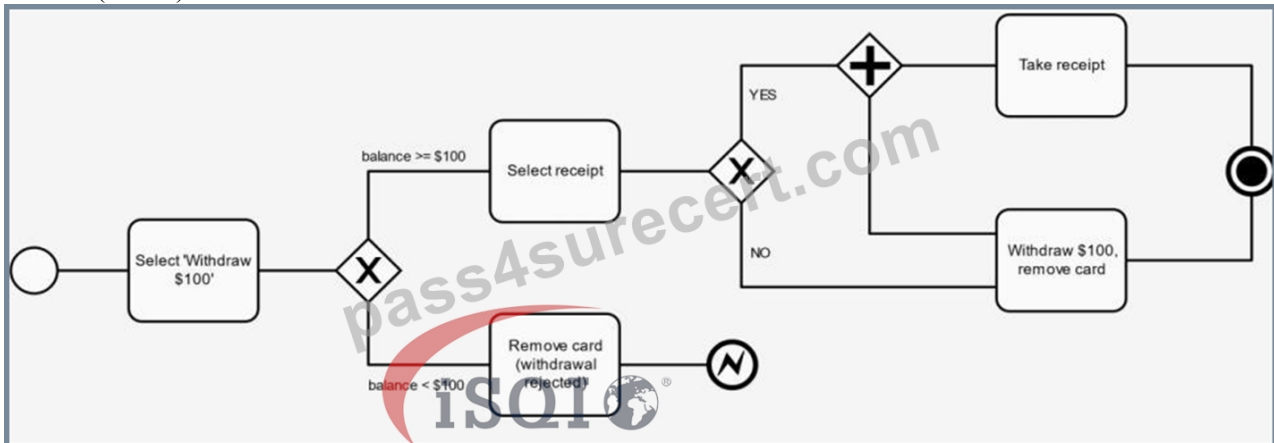 Take receipt
YES
balance >= $100
Select receipt
X
Select 'Withdraw
$100'
X
NO
Withdraw $100,
remove card
Remove card
(withdrawal
rejected)
balance < $100
pass4surecert.com
iSQI®